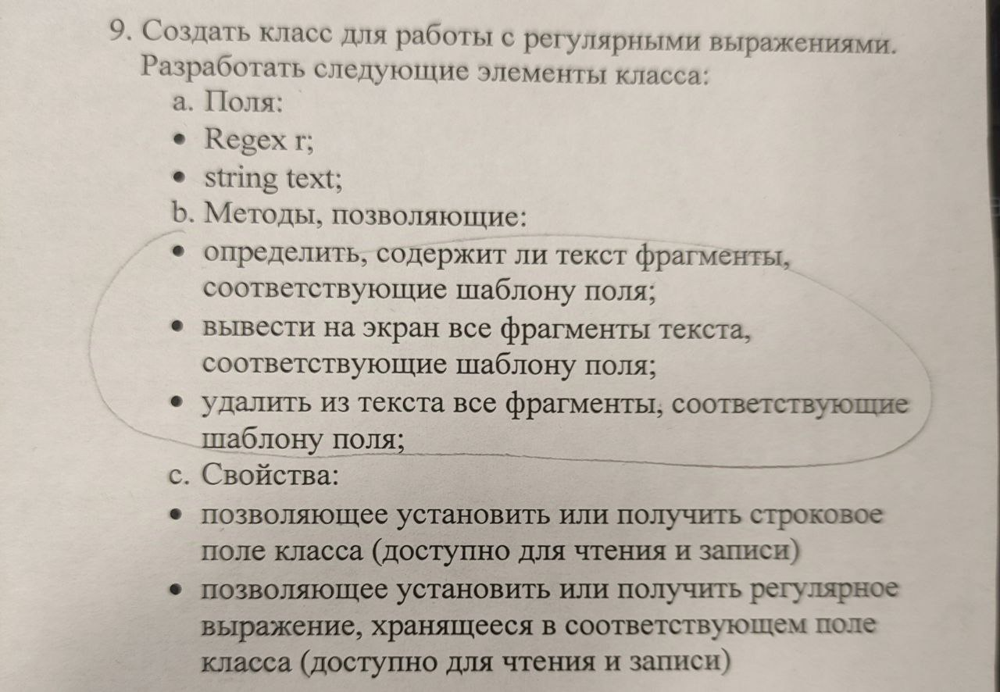 9. Создать класс для работы с регулярными выражениями.
Разработать следующие элементы класса:
a. Поля:
• Regex r;
• string text;
b. Методы, позволяющие:
• определить, содержит ли текст фрагменты,
соответствующие шаблону поля;
• вывести на экран все фрагменты текста,
соответствующие шаблону поля;
• удалить из текста все фрагменты, соответствующие
шаблону поля;
c. Свойства:
• позволяющее установить или получить строковое
поле класса (доступно для чтения и записи)
• позволяющее установить или получить регулярное
выражение, хранящееся в соответствующем поле
класса (доступно для чтения и записи)